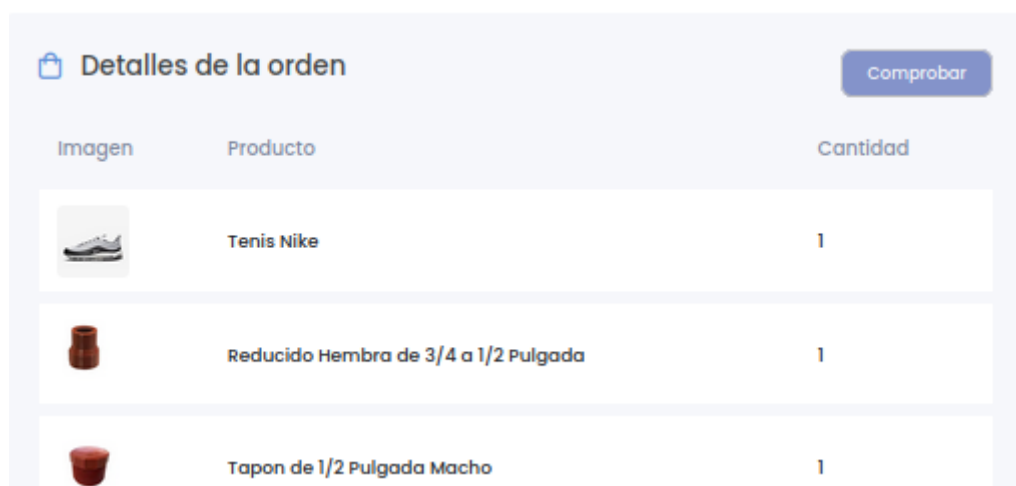 Detalles de la orden
Comprobar
Imagen Producto Cantidad
Tenis Nike 1
Reducido Hembra de 3/4 a 1/2 Pulgada 1
Tapon de 1/2 Pulgada Macho 1